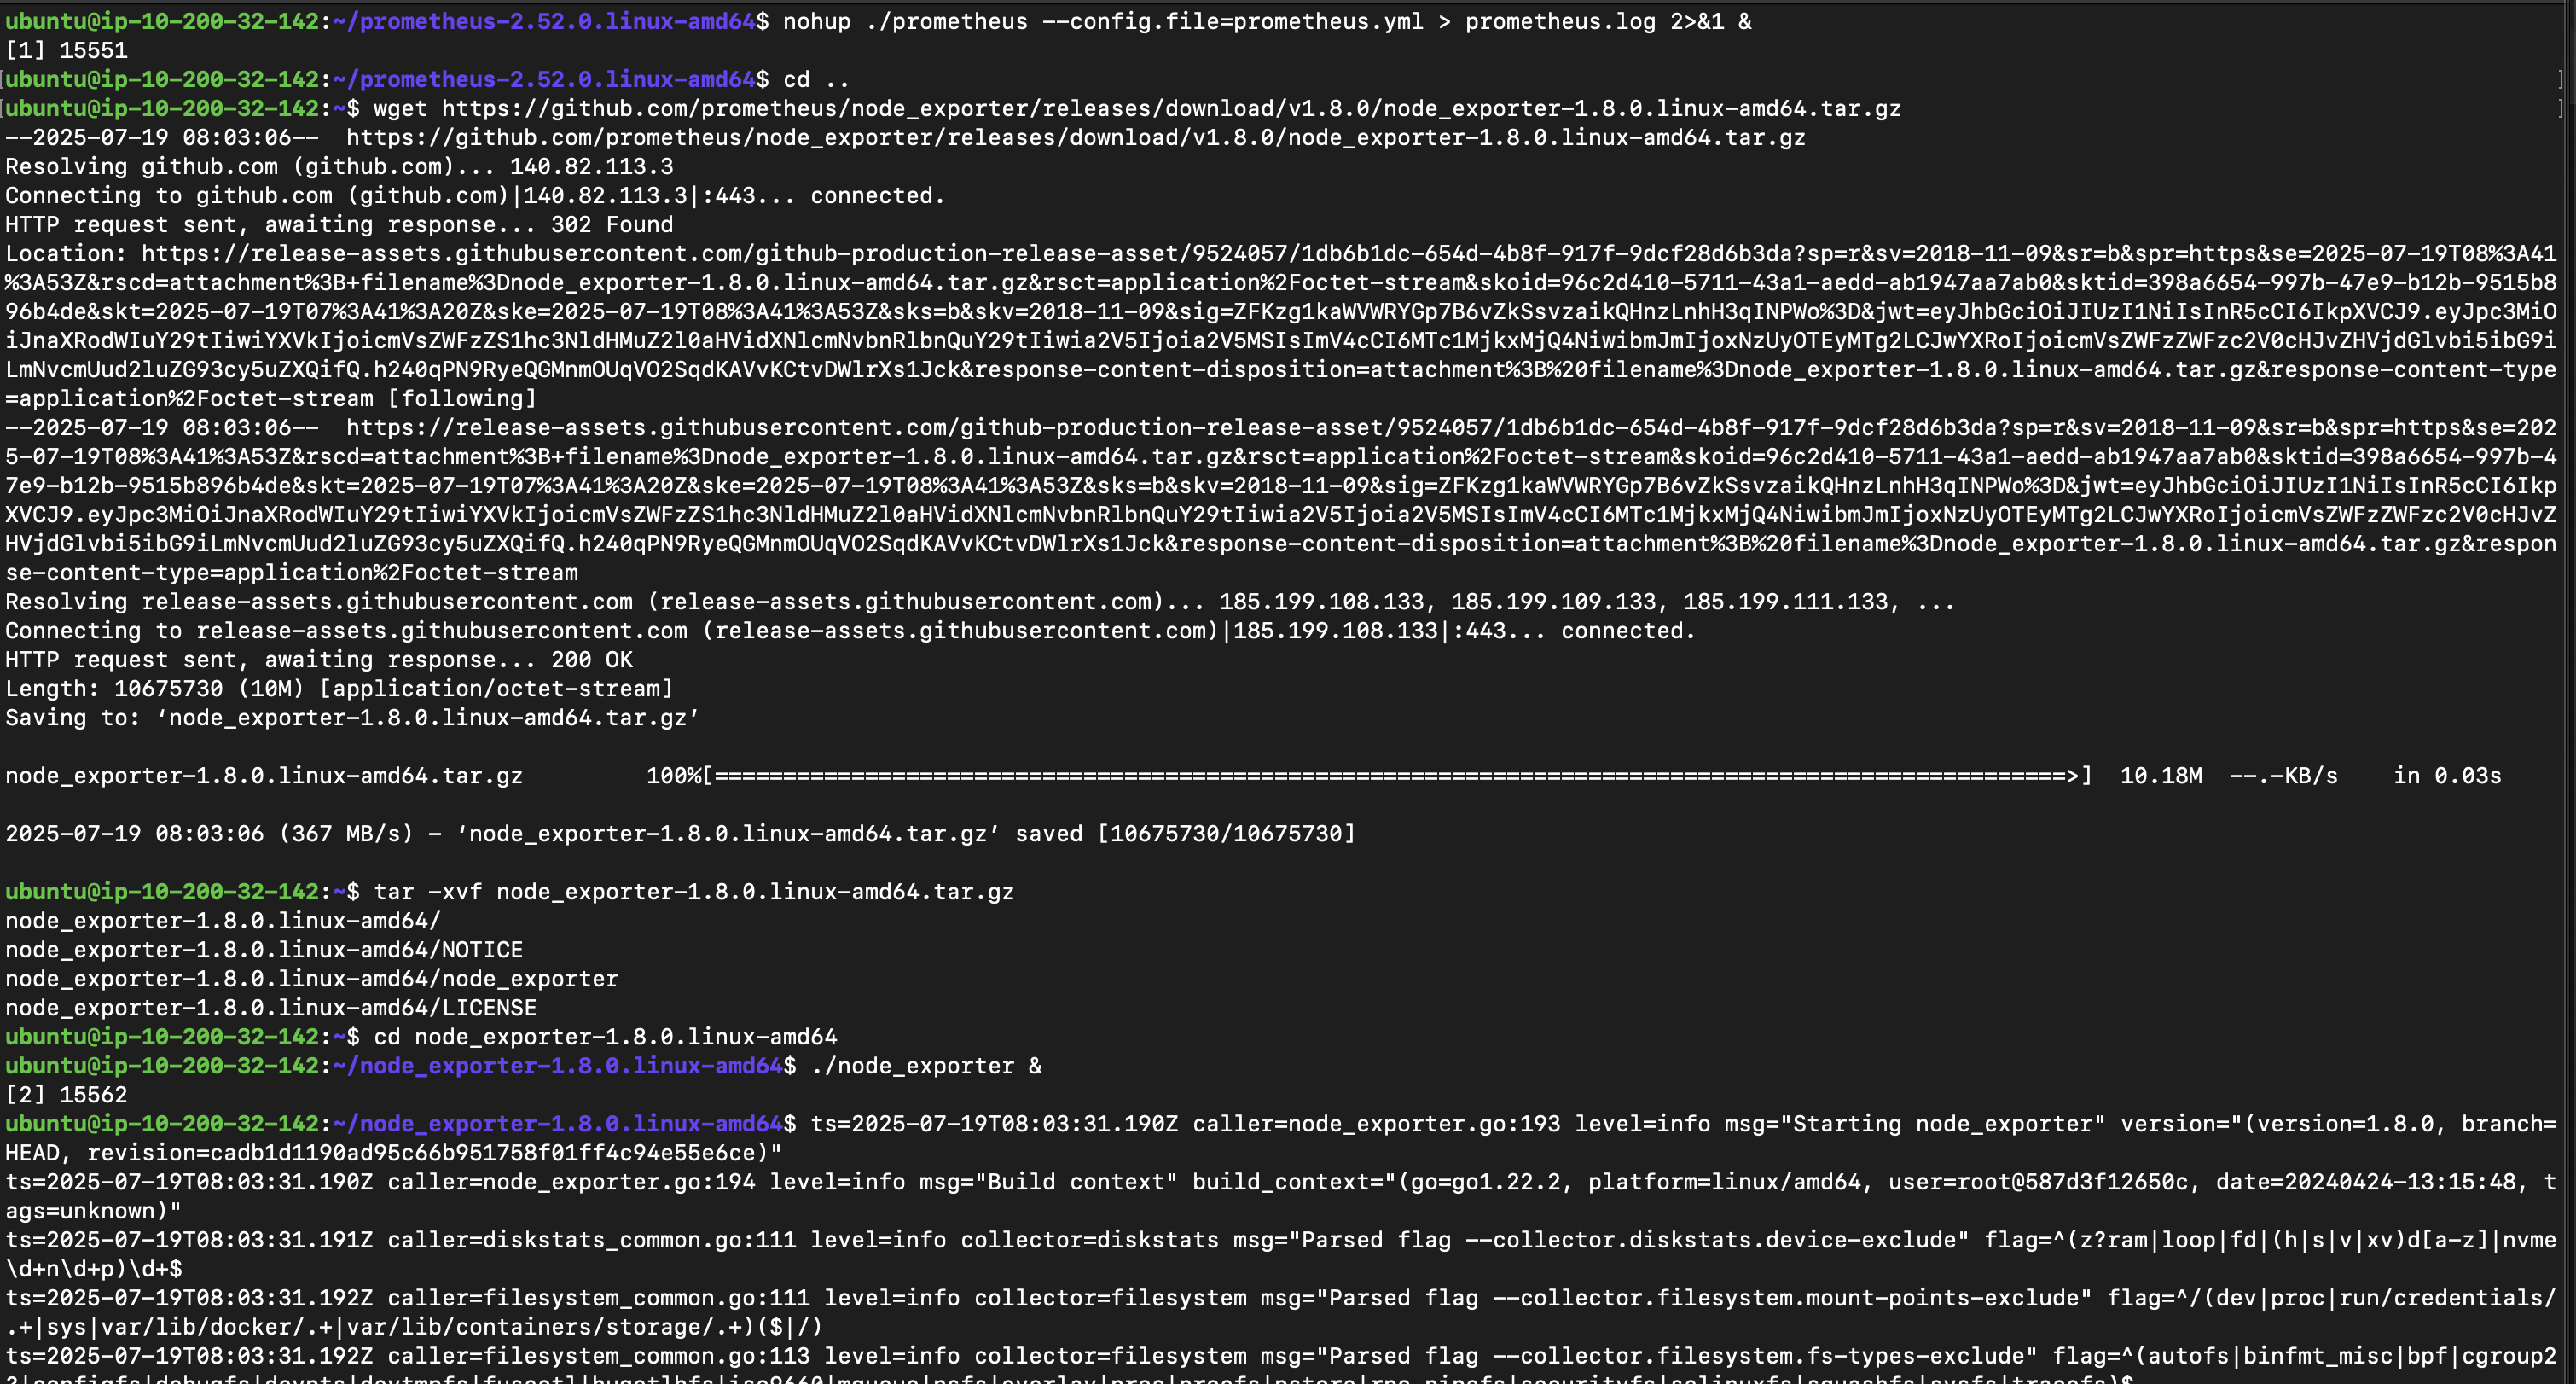 ubuntu@ip-10-200-32-142:~/prometheus-2.52.0.linux-amd64$ nohup ./prometheus --config.file=prometheus.yml > prometheus.log 2>&1 &
[1] 15551
[ubuntu@ip-10-200-32-142:~/prometheus-2.52.0.linux-amd64$ cd .. ]
[ubuntu@ip-10-200-32-142:~$ wget https://github.com/prometheus/node_exporter/releases/download/v1.8.0/node_exporter-1.8.0.linux-amd64.tar.gz ]
--2025-07-19 08:03:06--  https://github.com/prometheus/node_exporter/releases/download/v1.8.0/node_exporter-1.8.0.linux-amd64.tar.gz
Resolving github.com (github.com)... 140.82.113.3
Connecting to github.com (github.com)|140.82.113.3|:443... connected.
HTTP request sent, awaiting response... 302 Found
Location: https://release-assets.githubusercontent.com/github-production-release-asset/9524057/1db6b1dc-654d-4b8f-917f-9dcf28d6b3da?sp=r&sv=2018-11-09&sr=b&spr=https&se=2025-07-19T08%3A41
%3A53Z&rscd=attachment%3B+filename%3Dnode_exporter-1.8.0.linux-amd64.tar.gz&rsct=application%2Foctet-stream&skoid=96c2d410-5711-43a1-aedd-ab1947aa7ab0&sktid=398a6654-997b-47e9-b12b-9515b8
96b4de&skt=2025-07-19T07%3A41%3A20Z&ske=2025-07-19T08%3A41%3A53Z&sks=b&skv=2018-11-09&sig=ZFKzg1kaWVWRYGp7B6vZkSsvzaikQHnzLnhH3qINPWo%3D&jwt=eyJhbGciOiJIUzI1NiIsInR5cCI6IkpXVCJ9.eyJpc3MiO
iJnaXRodWIuY29tIiwiYXVkIjoicmVsZWFzZS1hc3NldHMuZ2l0aHVidXNlcmNvbnRlbnQuY29tIiwia2V5Ijoia2V5MSIsImV4cCI6MTc1MjkxMjQ4NiwibmJmIjoxNzUyOTEyMTg2LCJwYXRoIjoicmVsZWFzZWFzc2V0cHJvZHVjdGlvbi5ibG9i
LmNvcmUud2luZG93cy5uZXQifQ.h240qPN9RyeQGMnmOUqVO2SqdKAVvKCtvDWlrXs1Jck&response-content-disposition=attachment%3B%20filename%3Dnode_exporter-1.8.0.linux-amd64.tar.gz&response-content-type
=application%2Foctet-stream [following]
--2025-07-19 08:03:06--  https://release-assets.githubusercontent.com/github-production-release-asset/9524057/1db6b1dc-654d-4b8f-917f-9dcf28d6b3da?sp=r&sv=2018-11-09&sr=b&spr=https&se=202
5-07-19T08%3A41%3A53Z&rscd=attachment%3B+filename%3Dnode_exporter-1.8.0.linux-amd64.tar.gz&rsct=application%2Foctet-stream&skoid=96c2d410-5711-43a1-aedd-ab1947aa7ab0&sktid=398a6654-997b-4
7e9-b12b-9515b896b4de&skt=2025-07-19T07%3A41%3A20Z&ske=2025-07-19T08%3A41%3A53Z&sks=b&skv=2018-11-09&sig=ZFKzg1kaWVWRYGp7B6vZkSsvzaikQHnzLnhH3qINPWo%3D&jwt=eyJhbGciOiJIUzI1NiIsInR5cCI6Ikp
XVCJ9.eyJpc3MiOiJnaXRodWIuY29tIiwiYXVkIjoicmVsZWFzZS1hc3NldHMuZ2l0aHVidXNlcmNvbnRlbnQuY29tIiwia2V5Ijoia2V5MSIsImV4cCI6MTc1MjkxMjQ4NiwibmJmIjoxNzUyOTEyMTg2LCJwYXRoIjoicmVsZWFzZWFzc2V0cHJvZ
HVjdGlvbi5ibG9iLmNvcmUud2luZG93cy5uZXQifQ.h240qPN9RyeQGMnmOUqVO2SqdKAVvKCtvDWlrXs1Jck&response-content-disposition=attachment%3B%20filename%3Dnode_exporter-1.8.0.linux-amd64.tar.gz&respon
se-content-type=application%2Foctet-stream
Resolving release-assets.githubusercontent.com (release-assets.githubusercontent.com)... 185.199.108.133, 185.199.109.133, 185.199.111.133, ...
Connecting to release-assets.githubusercontent.com (release-assets.githubusercontent.com)|185.199.108.133|:443... connected.
HTTP request sent, awaiting response... 200 OK
Length: 10675730 (10M) [application/octet-stream]
Saving to: ‘node_exporter-1.8.0.linux-amd64.tar.gz’
node_exporter-1.8.0.linux-amd64.tar.gz         100%[===================================================================================================>]  10.18M  --.-KB/s    in 0.03s
2025-07-19 08:03:06 (367 MB/s) - ‘node_exporter-1.8.0.linux-amd64.tar.gz’ saved [10675730/10675730]
ubuntu@ip-10-200-32-142:~$ tar -xvf node_exporter-1.8.0.linux-amd64.tar.gz
node_exporter-1.8.0.linux-amd64/
node_exporter-1.8.0.linux-amd64/NOTICE
node_exporter-1.8.0.linux-amd64/node_exporter
node_exporter-1.8.0.linux-amd64/LICENSE
ubuntu@ip-10-200-32-142:~$ cd node_exporter-1.8.0.linux-amd64
ubuntu@ip-10-200-32-142:~/node_exporter-1.8.0.linux-amd64$ ./node_exporter &
[2] 15562
ubuntu@ip-10-200-32-142:~/node_exporter-1.8.0.linux-amd64$ ts=2025-07-19T08:03:31.190Z caller=node_exporter.go:193 level=info msg="Starting node_exporter" version="(version=1.8.0, branch=
HEAD, revision=cadb1d1190ad95c66b951758f01ff4c94e55e6ce)"
ts=2025-07-19T08:03:31.190Z caller=node_exporter.go:194 level=info msg="Build context" build_context="(go=go1.22.2, platform=linux/amd64, user=root@587d3f12650c, date=20240424-13:15:48, t
ags=unknown)"
ts=2025-07-19T08:03:31.191Z caller=diskstats_common.go:111 level=info collector=diskstats msg="Parsed flag --collector.diskstats.device-exclude" flag=^(z?ram|loop|fd|(h|s|v|xv)d[a-z]|nvme
\d+n\d+p)\d+$
ts=2025-07-19T08:03:31.192Z caller=filesystem_common.go:111 level=info collector=filesystem msg="Parsed flag --collector.filesystem.mount-points-exclude" flag=^/(dev|proc|run/credentials/
.+|sys|var/lib/docker/.+|var/lib/containers/storage/.+)($|/)
ts=2025-07-19T08:03:31.192Z caller=filesystem_common.go:113 level=info collector=filesystem msg="Parsed flag --collector.filesystem.fs-types-exclude" flag=^(autofs|binfmt_misc|bpf|cgroup2